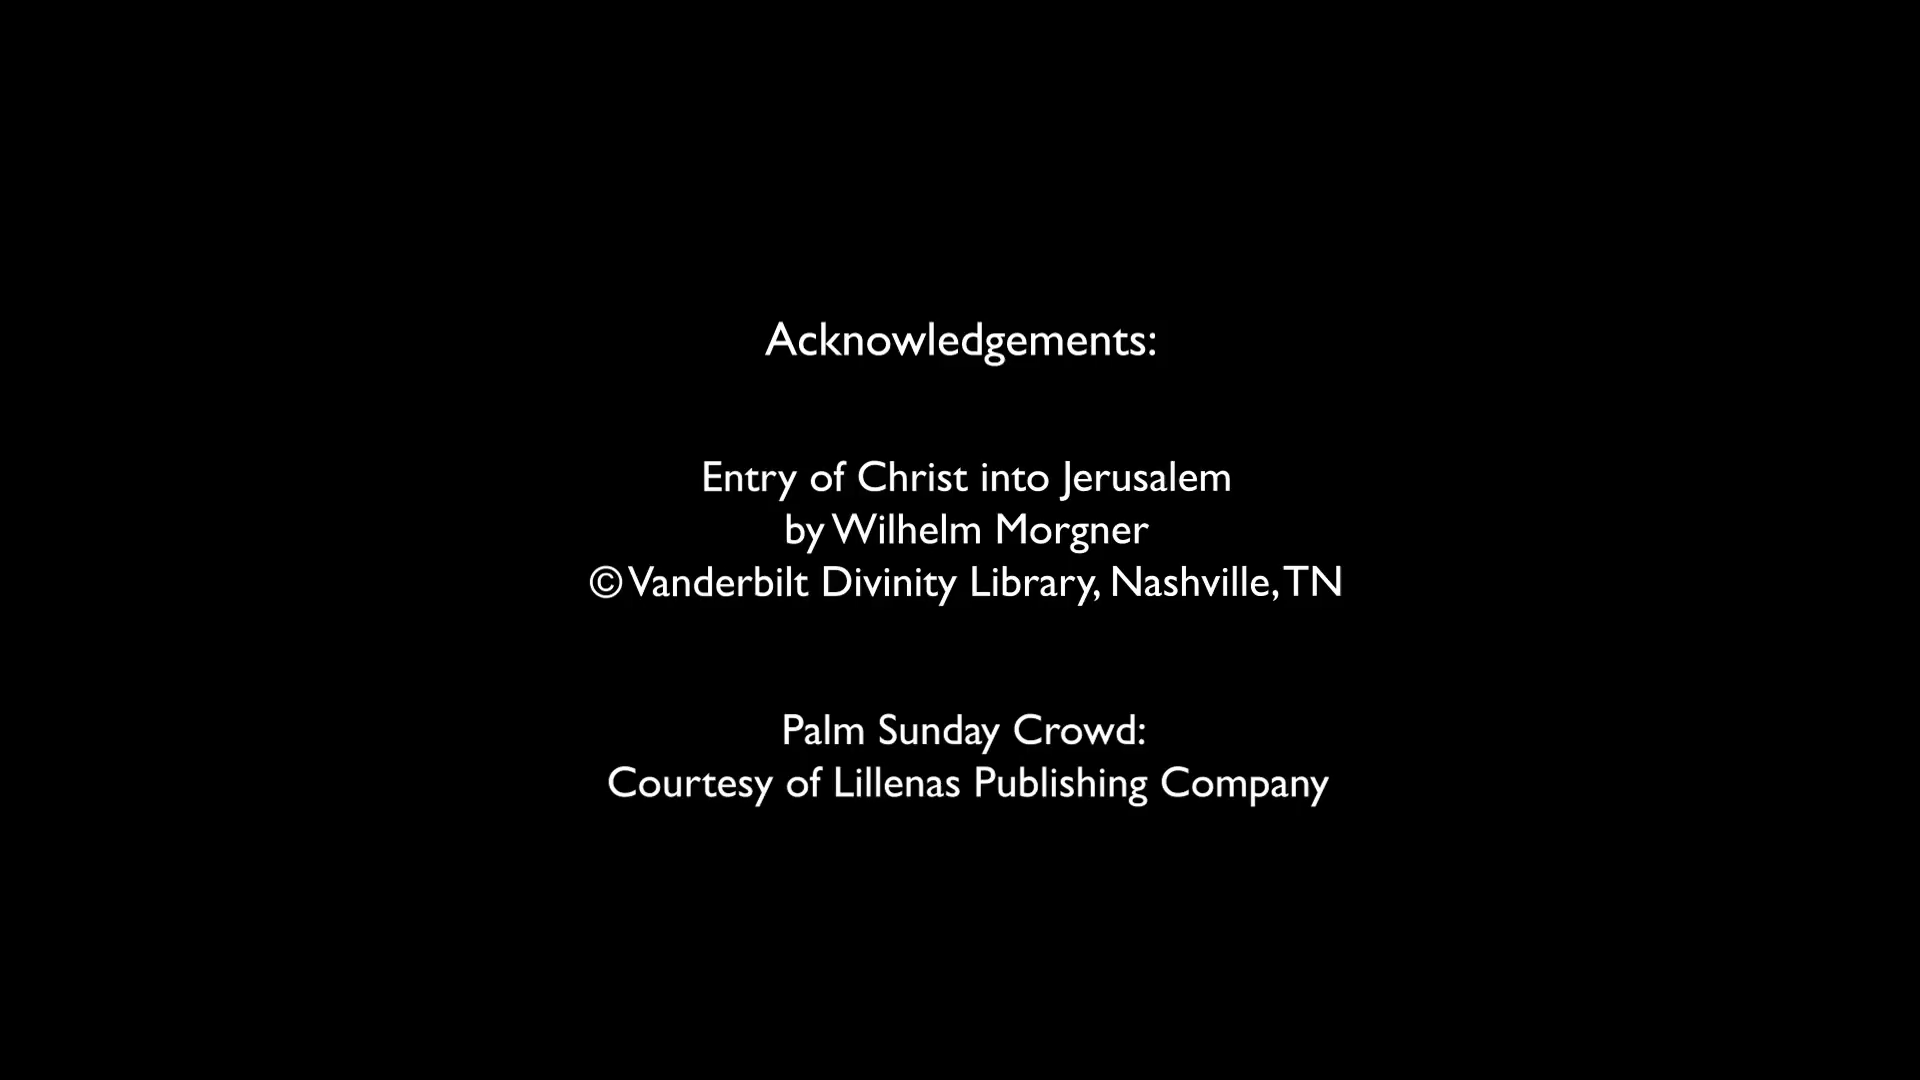 Acknowledgements:
Entry of Christ into Jerusalem
by Wilhelm Morgner
© Vanderbilt Divinity Library, Nashville, TN
Palm Sunday Crowd:
Courtesy of Lillenas Publishing Company